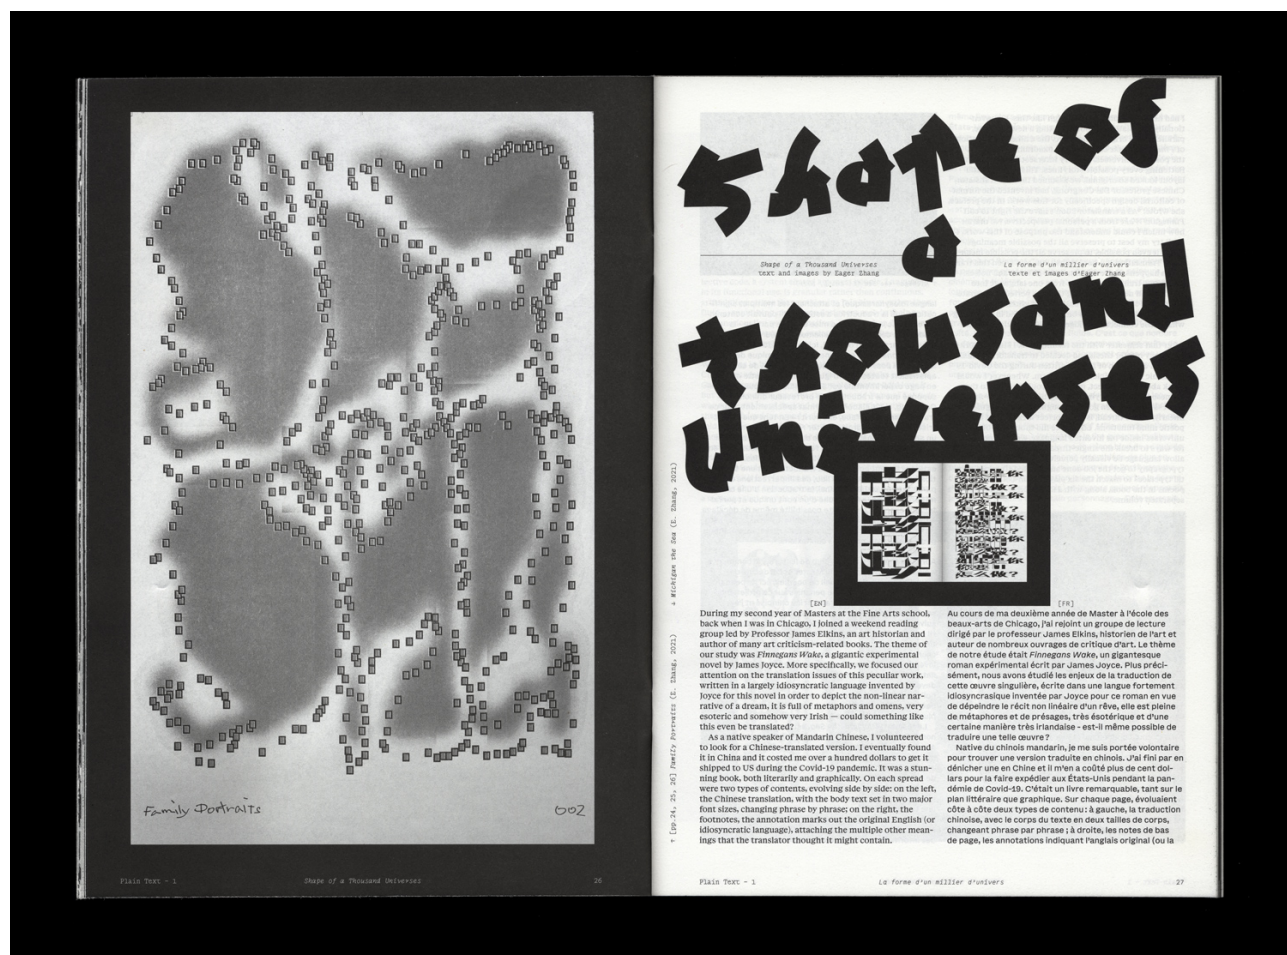 Family Portraits
002
Plain Text – 1
Shape of a Thousand Universes
26
Shape of
a
thousand
Universes
Shape of a Thousand Universes
text and images by Eager Zhang
La forme d'un millier d'univers
texte et images d'Eager Zhang
↑ [pp.24, 25, 26] Family Portraits (E. Zhang, 2021)
→ Michigan the Sea (E. Zhang, 2021)
[EN]
During my second year of Masters at the Fine Arts school,
back when I was in Chicago, I joined a weekend reading
group led by Professor James Elkins, an art historian and
author of many art criticism-related books. The theme of
our study was Finnegans Wake, a gigantic experimental
novel by James Joyce. More specifically, we focused our
attention on the translation issues of this peculiar work,
written in a largely idiosyncratic language invented by
Joyce for this novel in order to depict the non-linear nar-
rative of a dream, it is full of metaphors and omens, very
esoteric and somehow very Irish — could something like
this even be translated?
As a native speaker of Mandarin Chinese, I volunteered
to look for a Chinese-translated version. I eventually found
it in China and it costed me over a hundred dollars to get it
shipped to US during the Covid-19 pandemic. It was a stun-
ning book, both literarily and graphically. On each spread
were two types of contents, evolving side by side: on the left,
the Chinese translation, with the body text set in two major
font sizes, changing phrase by phrase; on the right, the
footnotes, the annotation marks out the original English (or
idiosyncratic language), attaching the multiple other mean-
ings that the translator thought it might contain.
[FR]
Au cours de ma deuxième année de Master à l'école des
beaux-arts de Chicago, j'ai rejoint un groupe de lecture
dirigé par le professeur James Elkins, historien de l'art et
auteur de nombreux ouvrages de critique d'art. Le thème
de notre étude était Finnegans Wake, un gigantesque
roman expérimental écrit par James Joyce. Plus préci-
sément, nous avons étudié les enjeux de la traduction de
cette œuvre singulière, écrite dans une langue fortement
idiosyncrasique inventée par Joyce pour ce roman en vue
de dépeindre le récit non linéaire d'un rêve, elle est pleine
de métaphores et de présages, très ésotérique et d'une
certaine manière très irlandaise - est-il même possible de
traduire une telle œuvre ?
Native du chinois mandarin, je me suis portée volontaire
pour trouver une version traduite en chinois. J'ai fini par en
dénicher une en Chine et il m'en a coûté plus de cent dol-
lars pour la faire expédier aux États-Unis pendant la pan-
démie de Covid-19. C'était un livre remarquable, tant sur le
plan littéraire que graphique. Sur chaque page, évoluaient
côte à côte deux types de contenu : à gauche, la traduction
chinoise, avec le corps du texte en deux tailles de corps,
changeant phrase par phrase ; à droite, les notes de bas
de page, les annotations indiquant l'anglais original (ou la
Plain Text – 1
La forme d'un millier d'univers
27